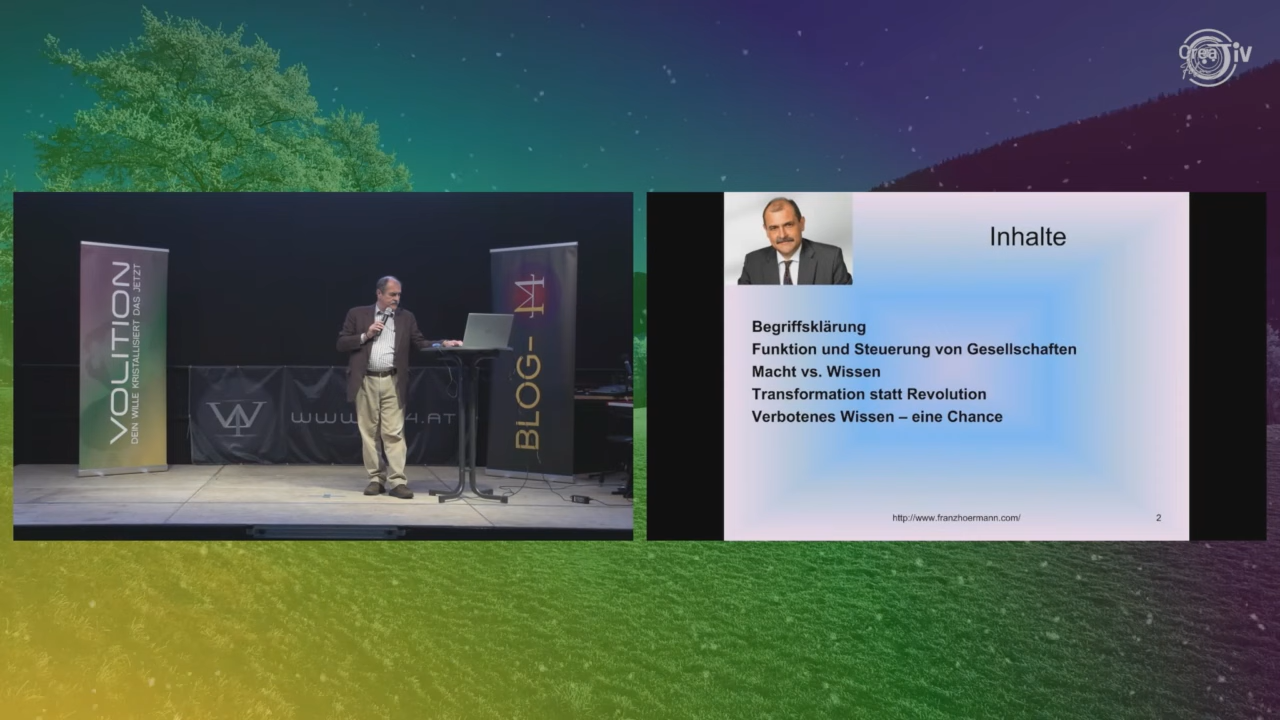 CreaTiv
VOLITION
DEIN WILLE KRISTALLISIERT DAS JETZT
BLOG-
Inhalte
Begriffsklärung
Funktion und Steuerung von Gesellschaften
Macht vs. Wissen
Transformation statt Revolution
Verbotenes Wissen – eine Chance
http://www.franzhoermann.com/
2